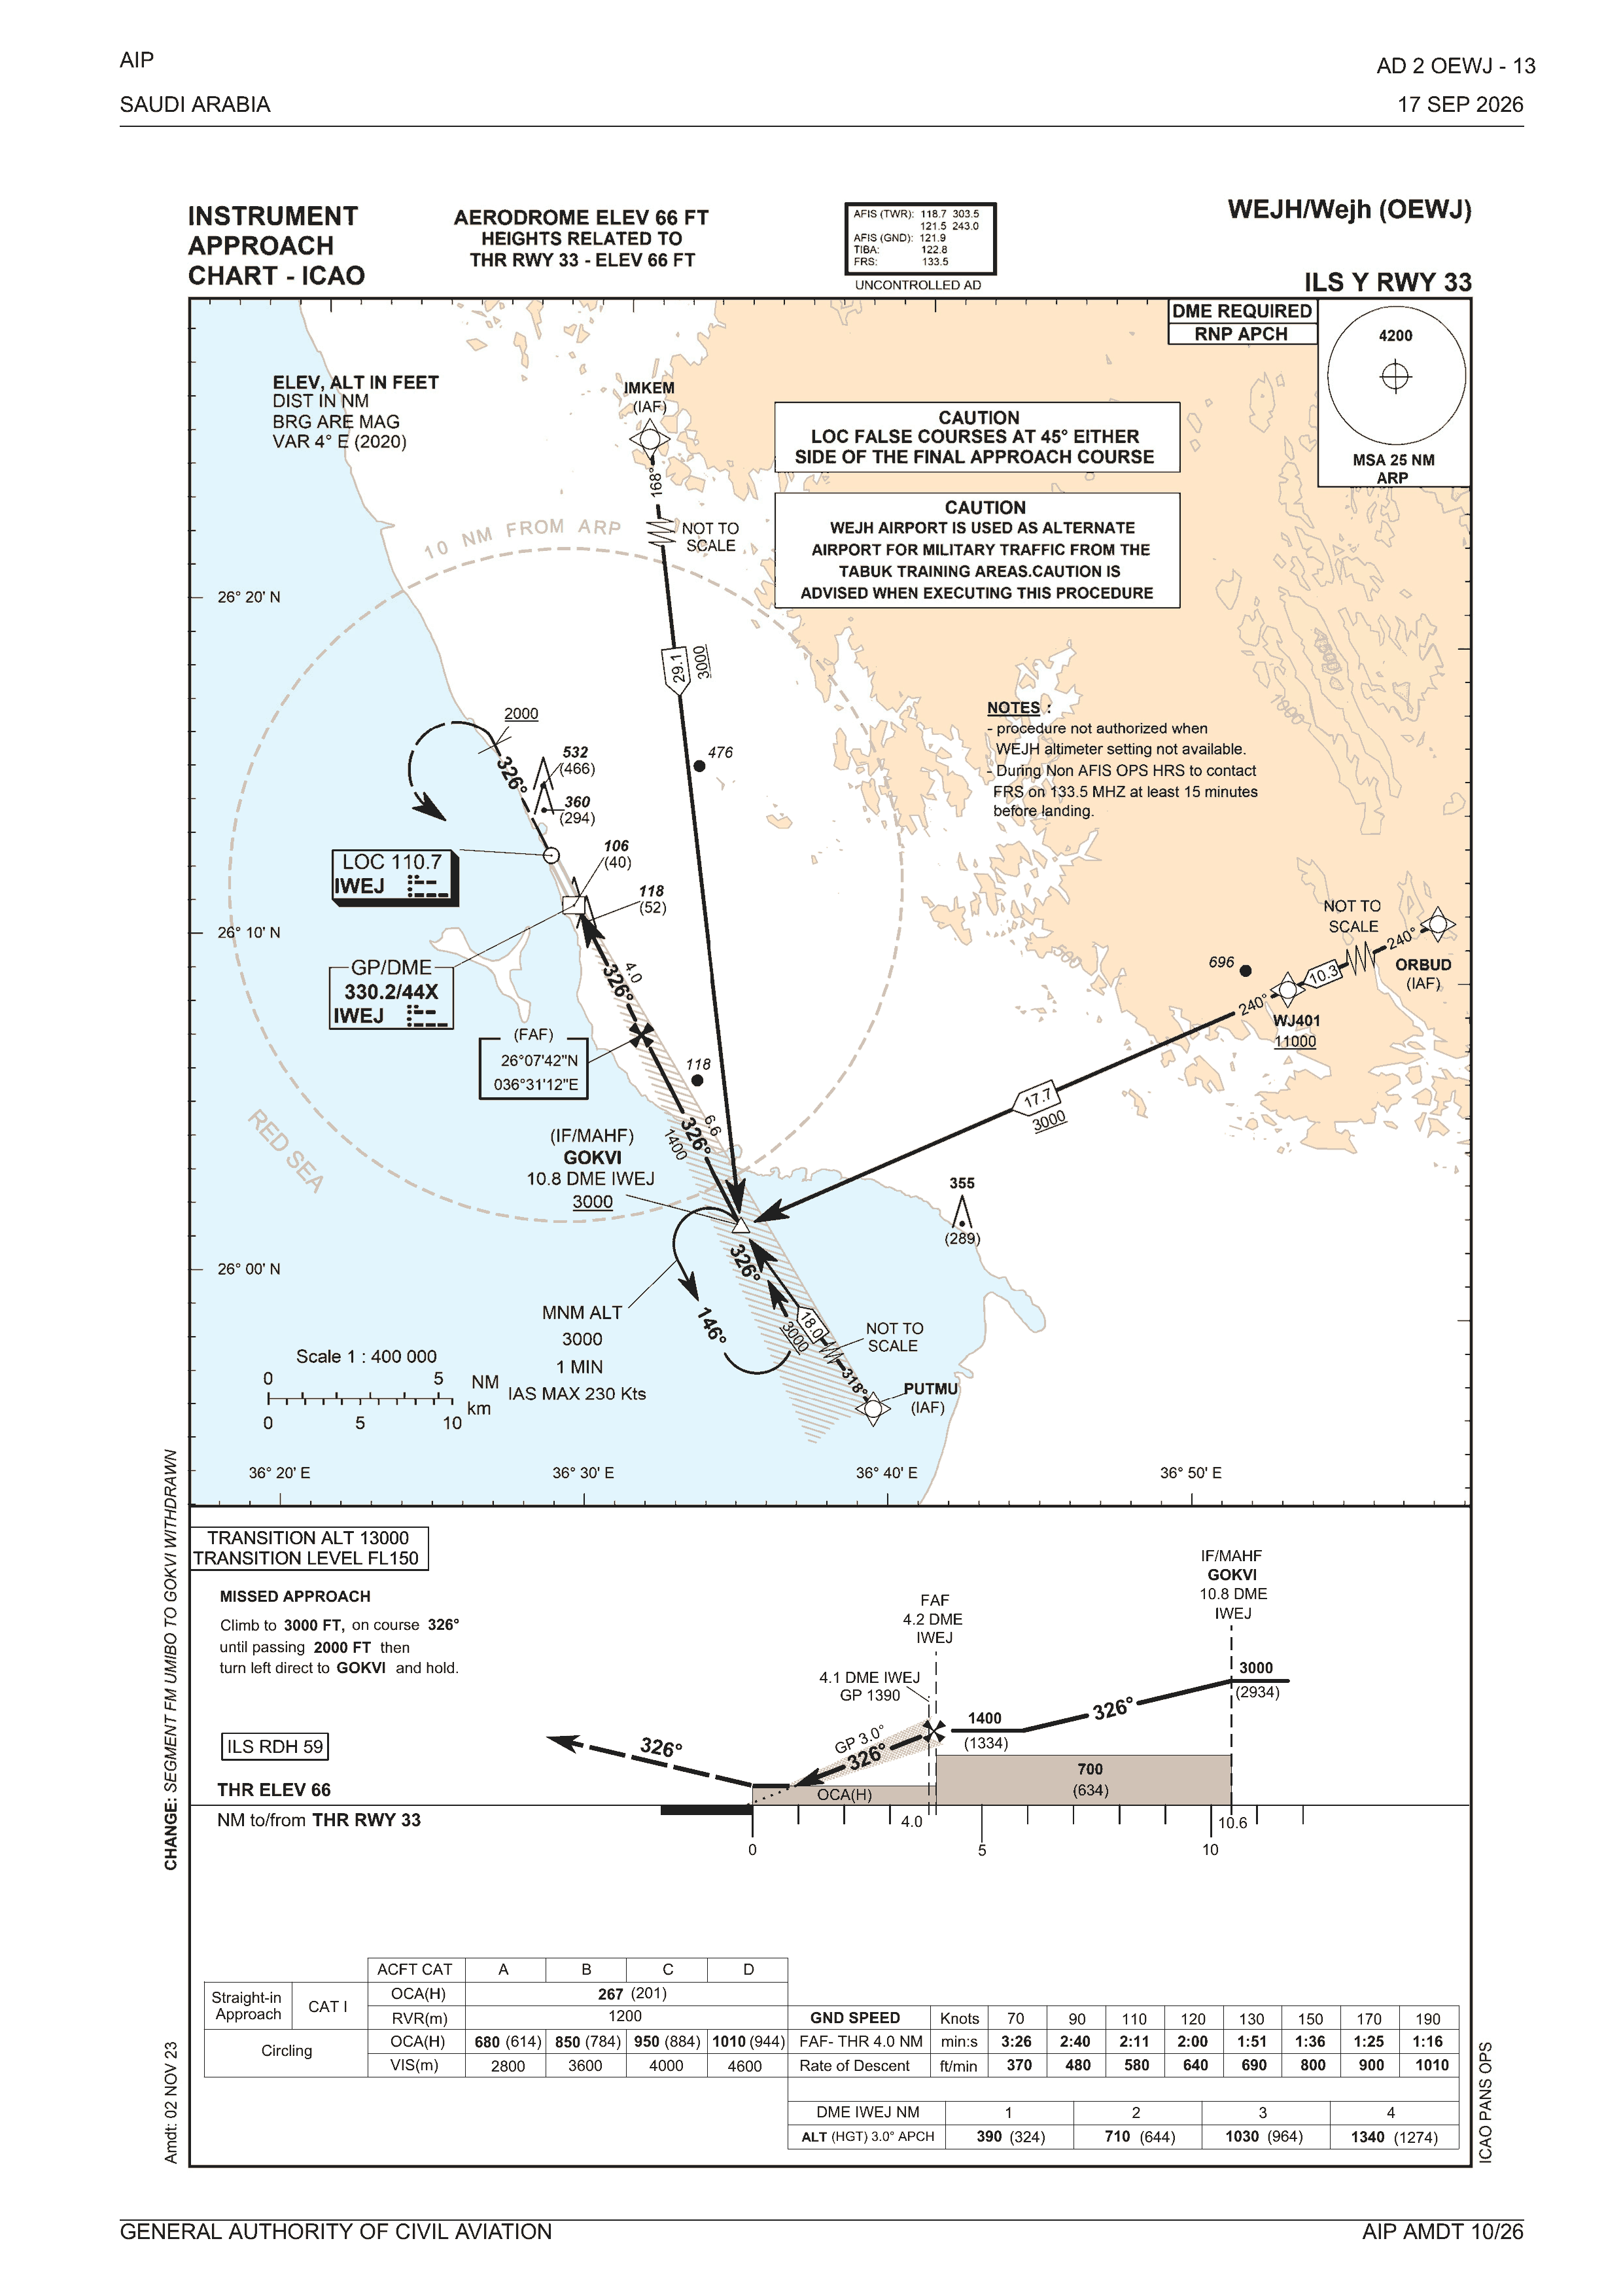 AIP
AD 2 OEWJ - 13
SAUDI ARABIA
17 SEP 2026
INSTRUMENT
APPROACH
CHART - ICAO
AERODROME ELEV 66 FT
HEIGHTS RELATED TO
THR RWY 33 - ELEV 66 FT
AFIS (TWR): 118.7 303.5
121.5 243.0
AFIS (GND): 121.9
TIBA: 122.8
FRS: 133.5
UNCONTROLLED AD
WEJH/Wejh (OEWJ)
ILS Y RWY 33
DME REQUIRED
RNP APCH
4200
MSA 25 NM
ARP
ELEV, ALT IN FEET
DIST IN NM
BRG ARE MAG
VAR 4° E (2020)
IMKEM
(IAF)
168°
NOT TO
SCALE
CAUTION
LOC FALSE COURSES AT 45° EITHER
SIDE OF THE FINAL APPROACH COURSE
CAUTION
WEJH AIRPORT IS USED AS ALTERNATE
AIRPORT FOR MILITARY TRAFFIC FROM THE
TABUK TRAINING AREAS.CAUTION IS
ADVISED WHEN EXECUTING THIS PROCEDURE
10 NM FROM ARP
26° 20' N
29.1
3000
1000
NOTES :
- procedure not authorized when
WEJH altimeter setting not available.
- During Non AFIS OPS HRS to contact
FRS on 133.5 MHZ at least 15 minutes
before landing.
2000
326°
532
(466)
476
360
(294)
LOC 110.7
IWEJ
106
(40)
118
(52)
26° 10' N
GP/DME
330.2/44X
IWEJ
4.0
326°
NOT TO
SCALE
240°
ORBUD
(IAF)
10.3
696
240°
WJ401
11000
(FAF)
26°07'42"N
036°31'12"E
118
17.7
3000
RED SEA
6.6
326°
1400
(IF/MAHF)
GOKVI
10.8 DME IWEJ
3000
355
(289)
26° 00' N
326°
MNM ALT
3000
1 MIN
IAS MAX 230 Kts
146°
18.0
3000
NOT TO
SCALE
318°
PUTMU
(IAF)
Scale 1 : 400 000
0 5 NM
0 5 10 km
36° 20' E
36° 30' E
36° 40' E
36° 50' E
CHANGE: SEGMENT FM UMIBO TO GOKVI WITHDRAWN
TRANSITION ALT 13000
TRANSITION LEVEL FL150
MISSED APPROACH
Climb to 3000 FT, on course 326°
until passing 2000 FT then
turn left direct to GOKVI and hold.
ILS RDH 59
THR ELEV 66
NM to/from THR RWY 33
326°
FAF
4.2 DME
IWEJ
4.1 DME IWEJ
GP 1390
GP 3.0°
326°
OCA(H)
1400
(1334)
326°
IF/MAHF
GOKVI
10.8 DME
IWEJ
3000
(2934)
700
(634)
4.0
10.6
0 5 10
ACFT CAT A B C D
Straight-in
Approach
CAT I
OCA(H) 267 (201)
RVR(m) 1200
Circling
OCA(H) 680 (614) 850 (784) 950 (884) 1010 (944)
VIS(m) 2800 3600 4000 4600
GND SPEED Knots 70 90 110 120 130 150 170 190
FAF- THR 4.0 NM min:s 3:26 2:40 2:11 2:00 1:51 1:36 1:25 1:16
Rate of Descent ft/min 370 480 580 640 690 800 900 1010
DME IWEJ NM 1 2 3 4
ALT (HGT) 3.0° APCH 390 (324) 710 (644) 1030 (964) 1340 (1274)
Amdt: 02 NOV 23
ICAO PANS OPS
GENERAL AUTHORITY OF CIVIL AVIATION
AIP AMDT 10/26